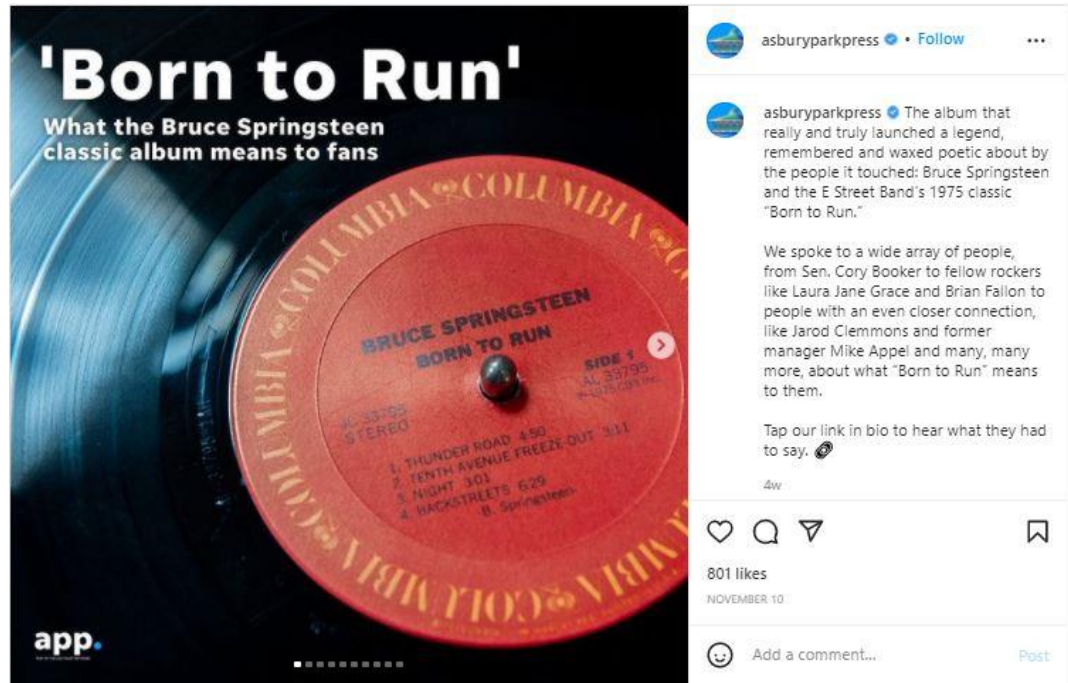 'Born to Run'
What the Bruce Springsteen
classic album means to fans
COLUMBIA COLUMBIA COLUMBIA COLUMBIA COLUMBIA
BRUCE SPRINGSTEEN
BORN TO RUN
SIDE 1
AL 33795
AL 33795
STEREO
1. THUNDER ROAD 4:50
2. TENTH AVENUE FREEZE-OUT 3:11
3. NIGHT 3:01
4. BACKSTREETS 6:29
B. Springsteen
app.
asburyparkpress • Follow
asburyparkpress The album that
really and truly launched a legend,
remembered and waxed poetic about by
the people it touched: Bruce Springsteen
and the E Street Band's 1975 classic
"Born to Run."
We spoke to a wide array of people,
from Sen. Cory Booker to fellow rockers
like Laura Jane Grace and Brian Fallon to
people with an even closer connection,
like Jarod Clemmons and former
manager Mike Appel and many, many
more, about what "Born to Run" means
to them.
Tap our link in bio to hear what they had
to say.
4w
801 likes
NOVEMBER 10
Add a comment...
Post